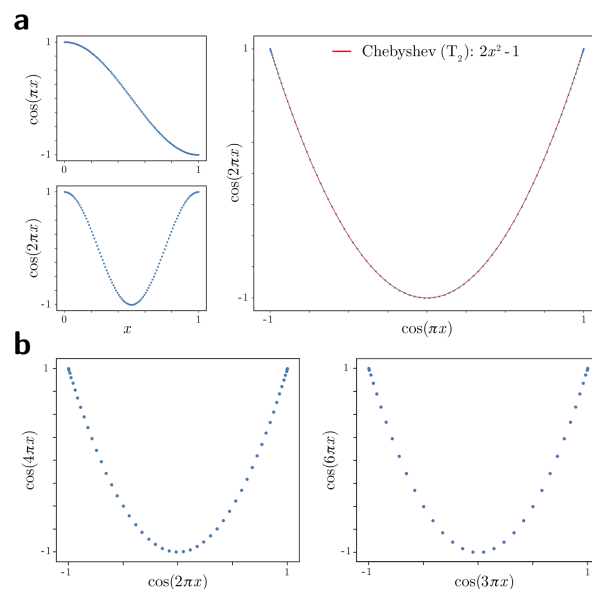 a
1
cos(πx)
-1
0
1
1
cos(2πx)
-1
0
x
1
1
Chebyshev (T₂): 2x² - 1
cos(2πx)
-1
-1
cos(πx)
1
b
1
cos(4πx)
-1
-1
cos(2πx)
1
1
cos(6πx)
-1
-1
cos(3πx)
1